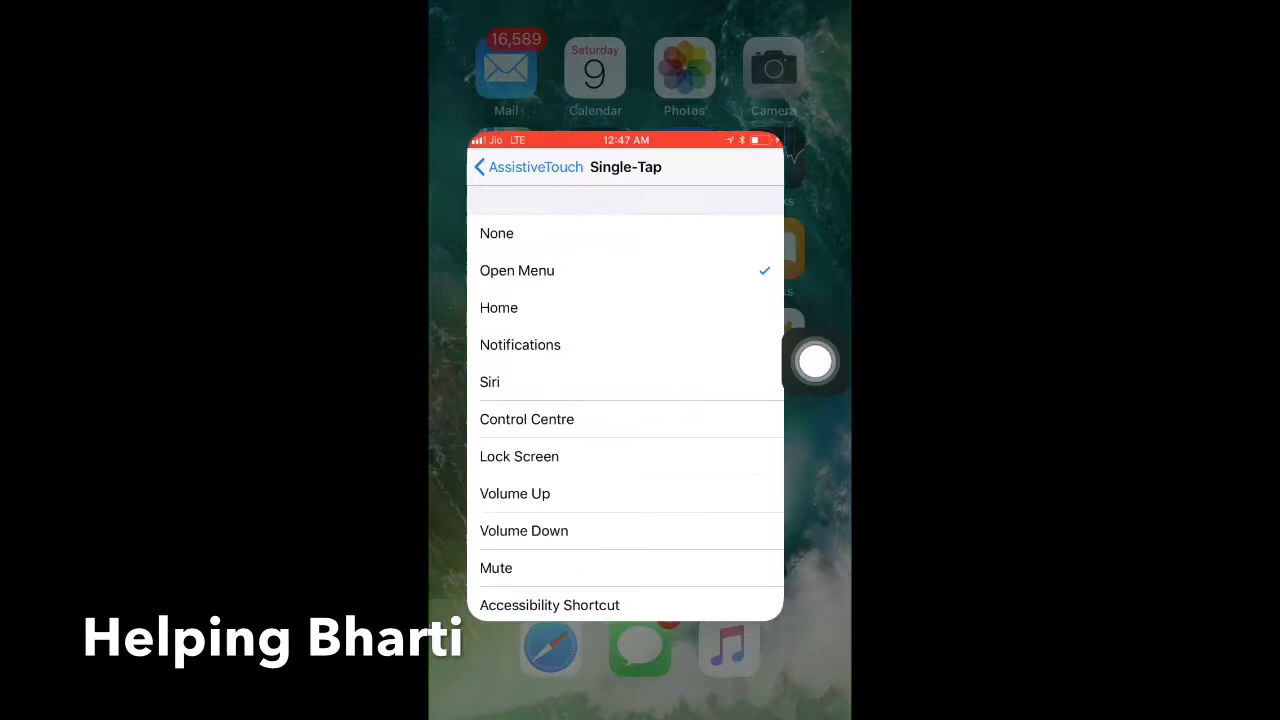 16,589
Saturday
9
Mail
Calendar
Photos
Camera
Jio LTE
12:47 AM
AssistiveTouch
Single-Tap
None
Open Menu
Home
Notifications
Siri
Control Centre
Lock Screen
Volume Up
Volume Down
Mute
Accessibility Shortcut
Helping Bharti